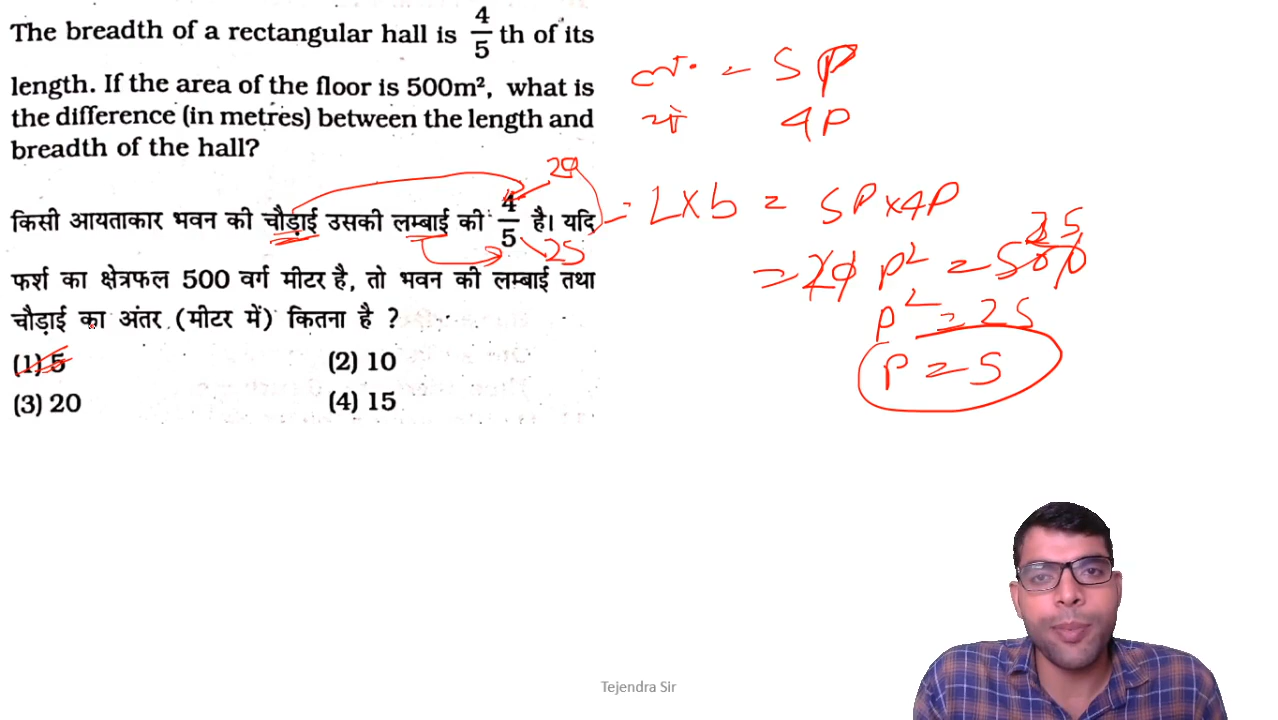 The breadth of a rectangular hall is 4/5 th of its
length. If the area of the floor is 500m², what is
the difference (in metres) between the length and
breadth of the hall?
किसी आयताकार भवन की चौड़ाई उसकी लम्बाई की 4/5 है। यदि
फर्श का क्षेत्रफल 500 वर्ग मीटर है, तो भवन की लम्बाई तथा
चौड़ाई का अंतर (मीटर में) कितना है ?
(1) 5 (2) 10
(3) 20 (4) 15
20
25
ल. = 5P
चौ 4P
= L×b = 5P×4P
= 20 P² = 500
25
P² = 25
P = 5
Tejendra Sir